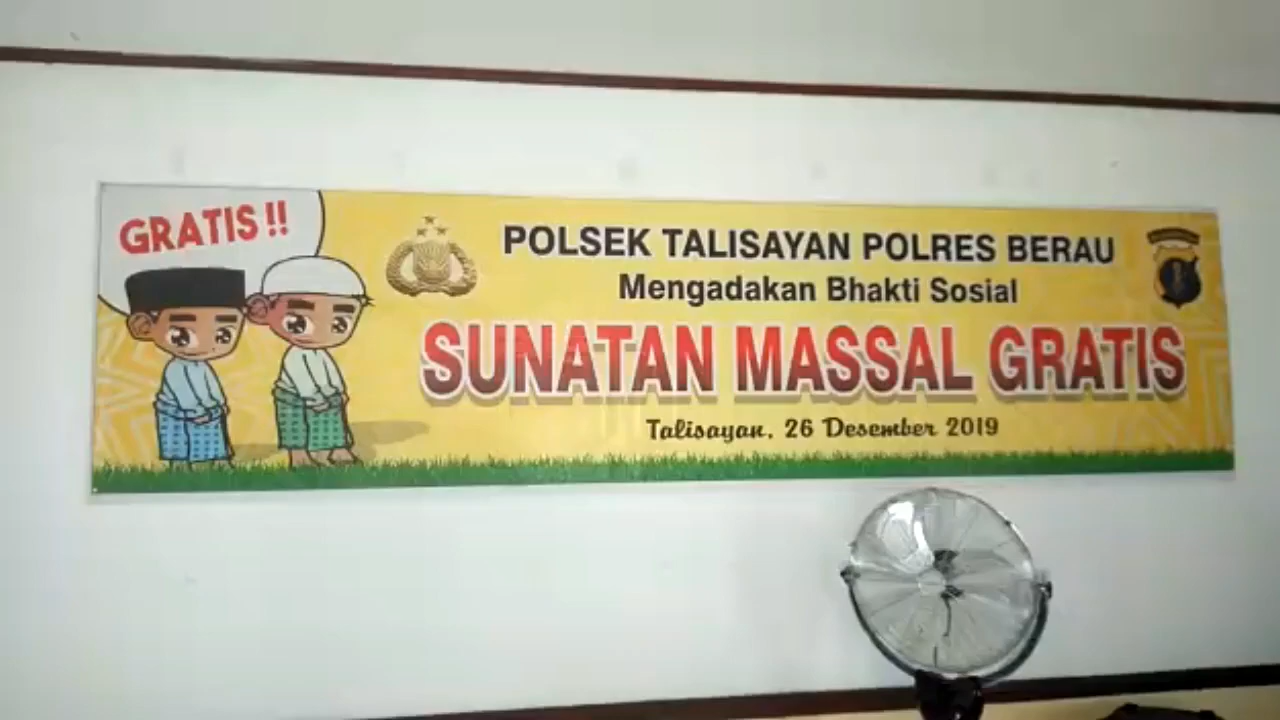 GRATIS !!
POLSEK TALISAYAN POLRES BERAU
Mengadakan Bhakti Sosial
SUNATAN MASSAL GRATIS
Talisayan, 26 Desember 2019